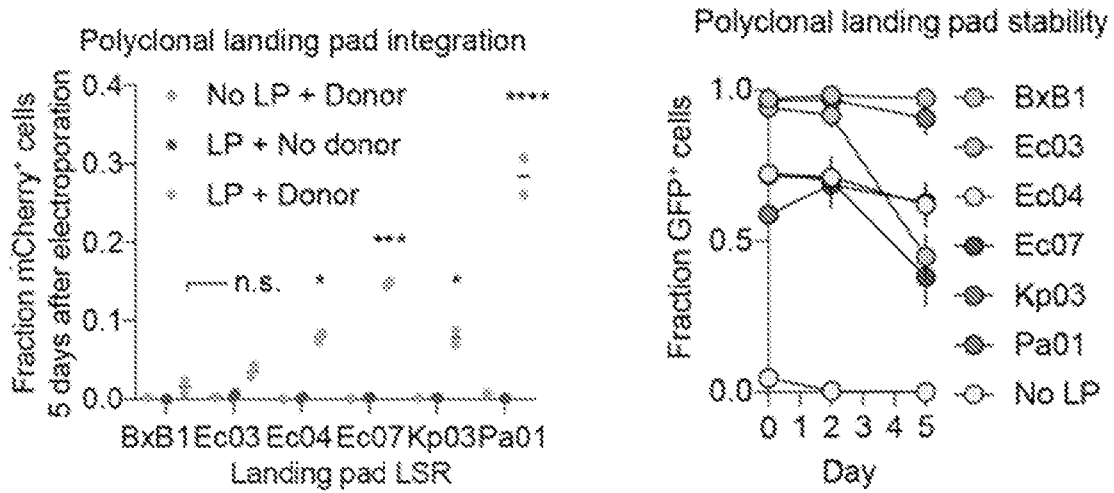 Polyclonal landing pad integration
Fraction mCherry⁺ cells
5 days after electroporation
0.4
0.3
0.2
0.1
0.0
No LP + Donor
LP + No donor
LP + Donor
n.s.
*
***
*
****
BxB1 Ec03 Ec04 Ec07 Kp03 Pa01
Landing pad LSR
Polyclonal landing pad stability
Fraction GFP⁺ cells
1.0
0.5
0.0
0 1 2 3 4 5
Day
BxB1
Ec03
Ec04
Ec07
Kp03
Pa01
No LP